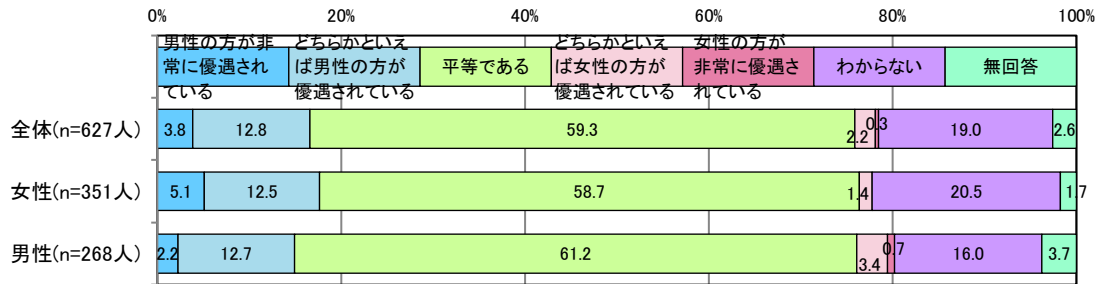 0% 20% 40% 60% 80% 100%
男性の方が非常に優遇されている
どちらかといえば男性の方が優遇されている
平等である
どちらかといえば女性の方が優遇されている
女性の方が非常に優遇されている
わからない
無回答
全体(n=627人) 3.8 12.8 59.3 2.2 0.3 19.0 2.6
女性(n=351人) 5.1 12.5 58.7 1.4 20.5 1.7
男性(n=268人) 2.2 12.7 61.2 3.4 0.7 16.0 3.7